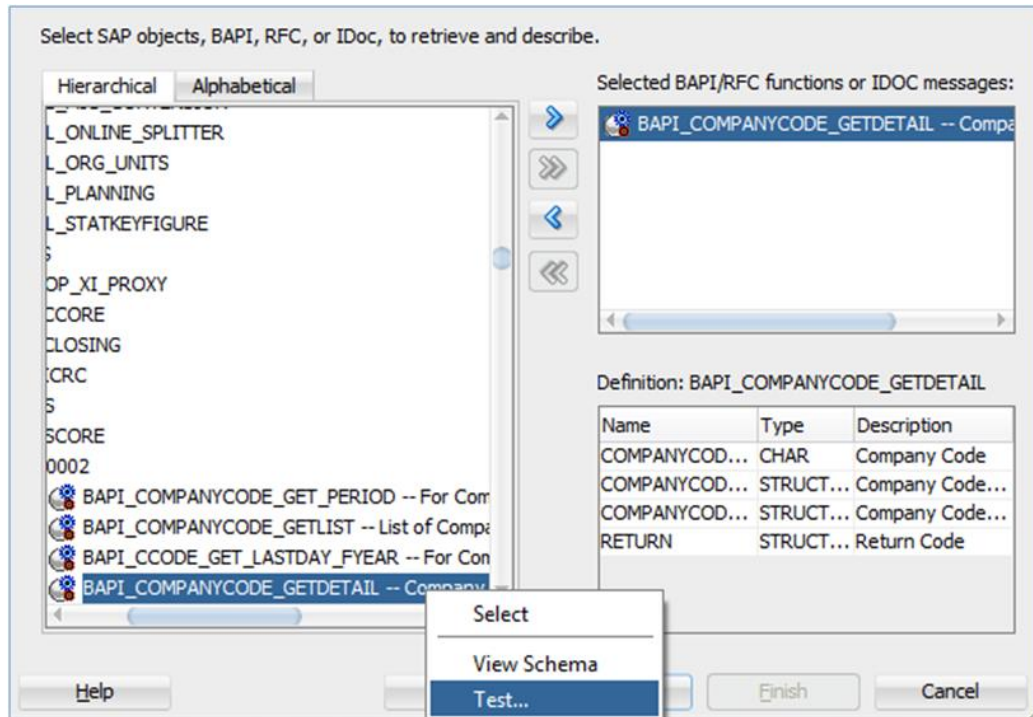 Select SAP objects, BAPI, RFC, or IDoc, to retrieve and describe.
Hierarchical Alphabetical
L_ONLINE_SPLITTER
L_ORG_UNITS
L_PLANNING
L_STATKEYFIGURE
S
OP_XI_PROXY
CCORE
CLOSING
CRC
S
SCORE
0002
BAPI_COMPANYCODE_GET_PERIOD -- For Com
BAPI_COMPANYCODE_GETLIST -- List of Compa
BAPI_CCODE_GET_LASTDAY_FYEAR -- For Com
BAPI_COMPANYCODE_GETDETAIL -- Company
Selected BAPI/RFC functions or IDOC messages:
BAPI_COMPANYCODE_GETDETAIL -- Compa
Definition: BAPI_COMPANYCODE_GETDETAIL
Name Type Description
COMPANYCOD... CHAR Company Code
COMPANYCOD... STRUCT... Company Code...
COMPANYCOD... STRUCT... Company Code...
RETURN STRUCT... Return Code
Select
View Schema
Test...
Help Finish Cancel